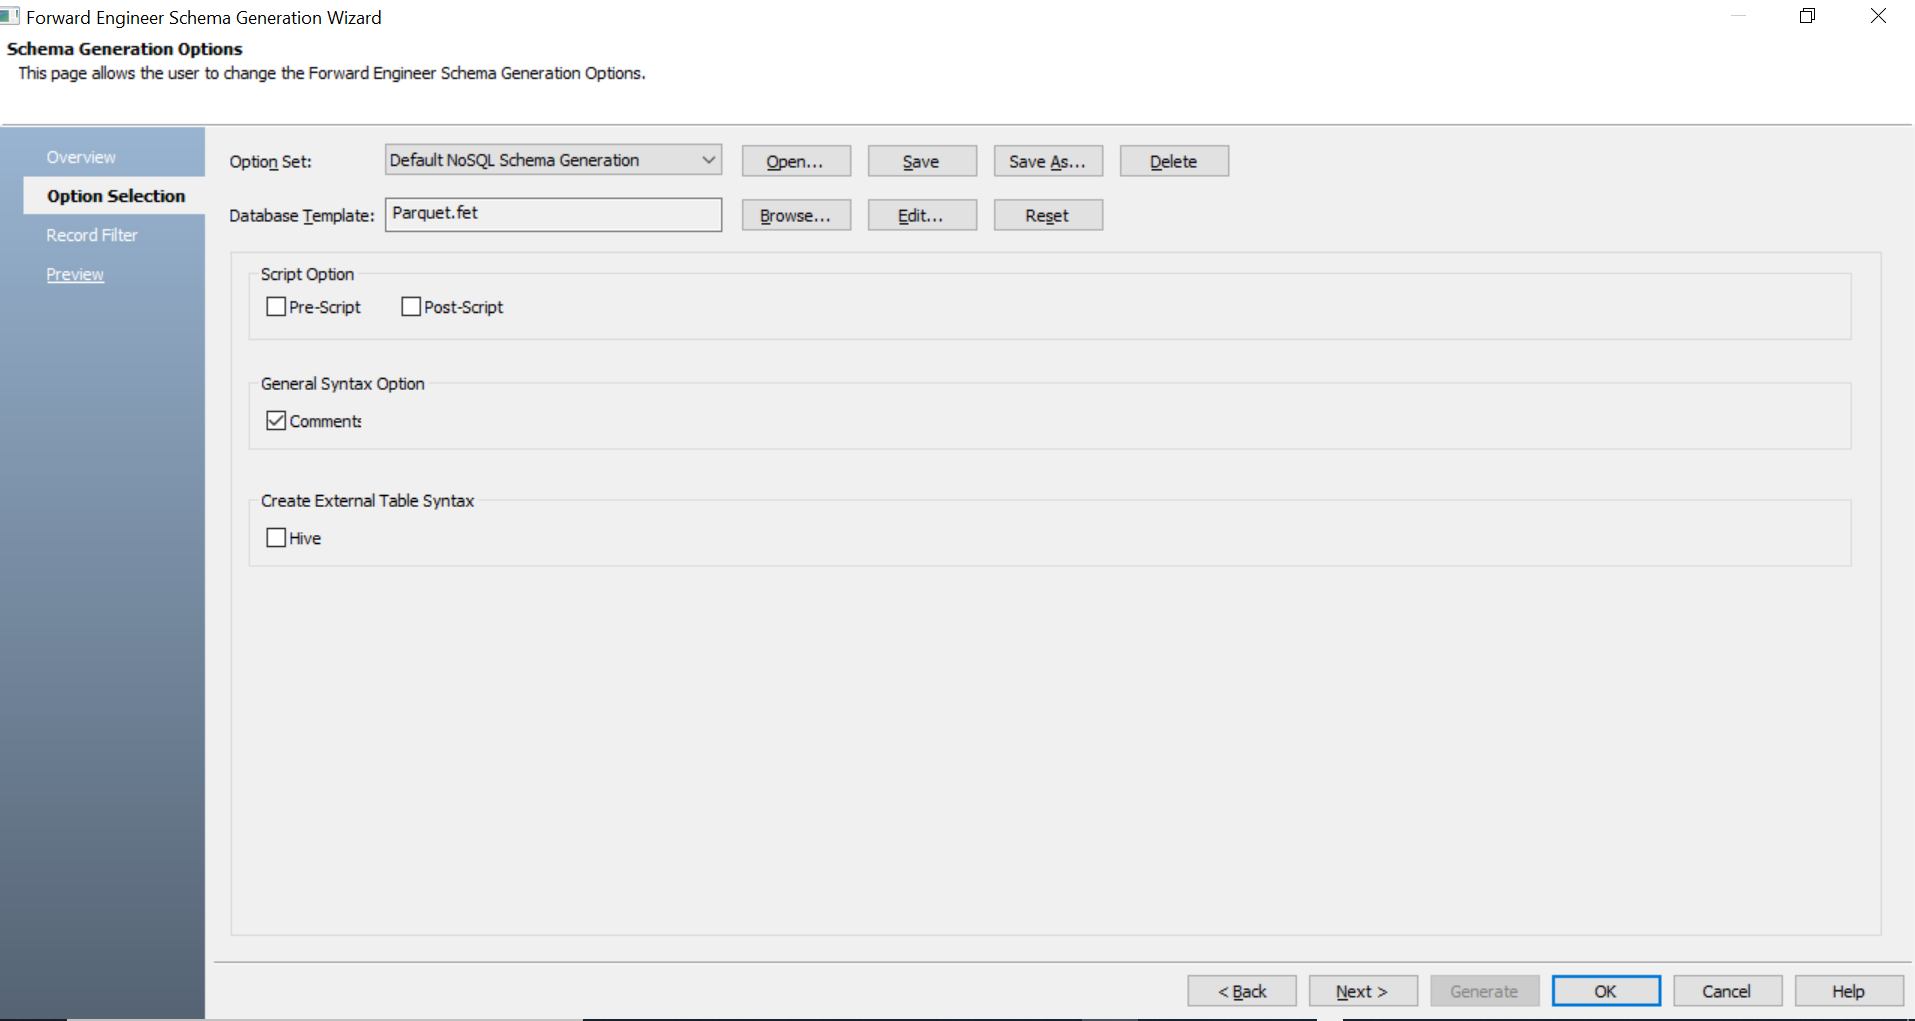 Forward Engineer Schema Generation Wizard
Schema Generation Options
This page allows the user to change the Forward Engineer Schema Generation Options.
Overview
Option Selection
Record Filter
Preview
Option Set: Default NoSQL Schema Generation Open... Save Save As... Delete
Database Template: Parquet.fet Browse... Edit... Reset
Script Option
Pre-Script Post-Script
General Syntax Option
Comments
Create External Table Syntax
Hive
< Back Next > Generate OK Cancel Help